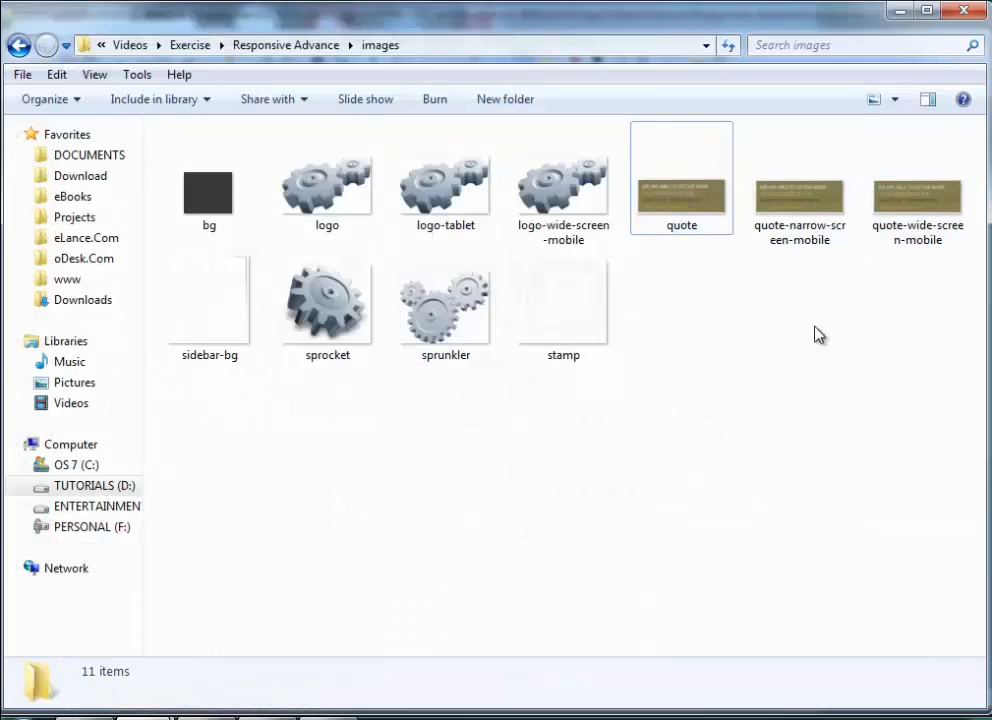 « Videos Exercise Responsive Advance images
Search images
File Edit View Tools Help
Organize Include in library Share with Slide show Burn New folder
Favorites
DOCUMENTS
Download
eBooks
Projects
eLance.Com
oDesk.Com
www
Downloads
Libraries
Music
Pictures
Videos
Computer
OS 7 (C:)
TUTORIALS (D:)
ENTERTAINMEN
PERSONAL (F:)
Network
bg
logo
logo-tablet
logo-wide-screen
-mobile
quote
quote-narrow-scr
een-mobile
quote-wide-scree
n-mobile
sidebar-bg
sprocket
sprunkler
stamp
11 items